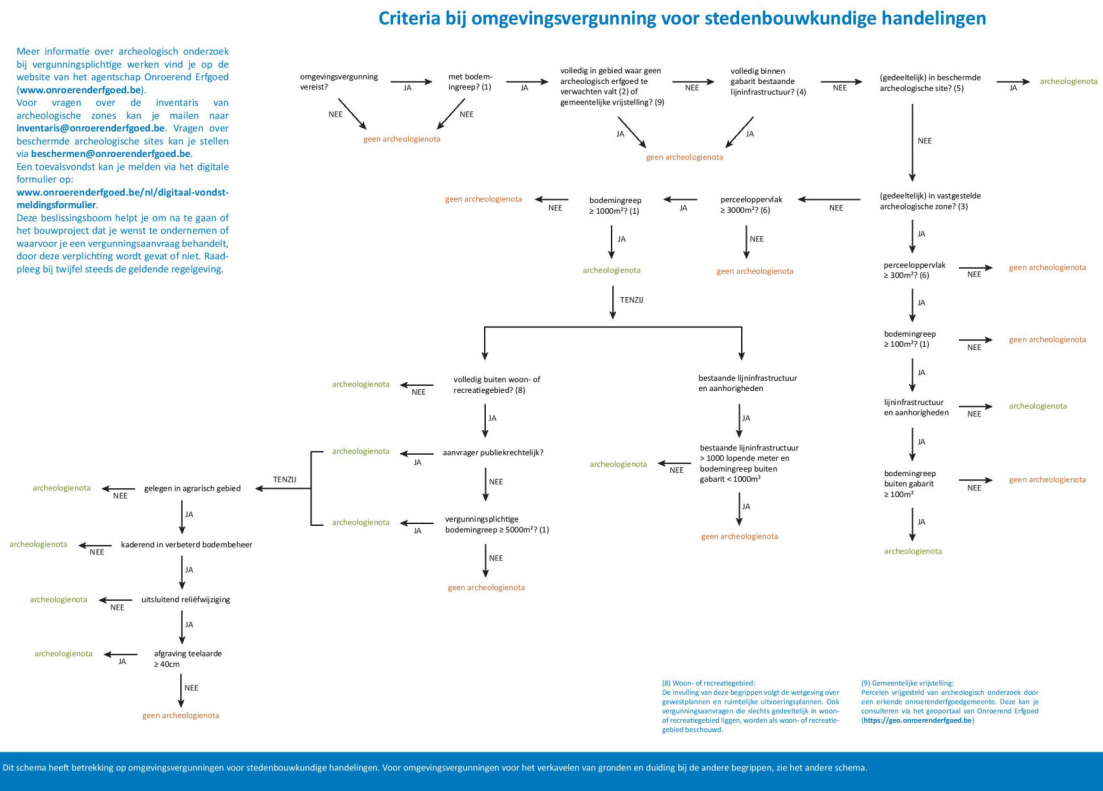 Criteria bij omgevingsvergunning voor stedenbouwkundige handelingen
Meer informatie over archeologisch onderzoek
bij vergunningsplichtige werken vind je op de
website van het agentschap Onroerend Erfgoed
(www.onroerenderfgoed.be).
Voor vragen over de inventaris van
archeologische zones kan je mailen naar
inventaris@onroerenderfgoed.be. Vragen over
beschermde archeologische sites kan je stellen
via beschermen@onroerenderfgoed.be.
Een toevalsvondst kan je melden via het digitale
formulier op:
www.onroerenderfgoed.be/nl/digitaal-vondst-
meldingsformulier.
Deze beslissingsboom helpt je om na te gaan of
het bouwproject dat je wenst te ondernemen of
waarvoor je een vergunningsaanvraag behandelt,
door deze verplichting wordt gevat of niet. Raad-
pleeg bij twijfel steeds de geldende regelgeving.
omgevingsvergunning
vereist?
JA
NEE
met bodem-
ingreep? (1)
JA
NEE
geen archeologienota
volledig in gebied waar geen
archeologisch erfgoed te
verwachten valt (2) of
gemeentelijke vrijstelling? (9)
NEE
JA
volledig binnen
gabarit bestaande
lijninfrastructuur? (4)
NEE
JA
geen archeologienota
(gedeeltelijk) in beschermde
archeologische site? (5)
JA
archeologienota
NEE
(gedeeltelijk) in vastgestelde
archeologische zone? (3)
NEE
perceeloppervlak
≥ 3000m²? (6)
JA
bodemingreep
≥ 1000m²? (1)
NEE
geen archeologienota
JA
archeologienota
NEE
geen archeologienota
JA
perceeloppervlak
≥ 300m²? (6)
NEE
geen archeologienota
JA
bodemingreep
≥ 100m²? (1)
NEE
geen archeologienota
JA
lijninfrastructuur
en aanhorigheden
NEE
archeologienota
JA
bodemingreep
buiten gabarit
≥ 100m³
NEE
geen archeologienota
JA
archeologienota
TENZIJ
volledig buiten woon- of
recreatiegebied? (8)
NEE
archeologienota
JA
aanvrager publiekrechtelijk?
JA
archeologienota
NEE
vergunningsplichtige
bodemingreep ≥ 5000m²? (1)
JA
archeologienota
NEE
geen archeologienota
bestaande lijninfrastructuur
en aanhorigheden
JA
bestaande lijninfrastructuur
> 1000 lopende meter en
bodemingreep buiten
gabarit < 1000m³
NEE
archeologienota
JA
geen archeologienota
TENZIJ
gelegen in agrarisch gebied
NEE
archeologienota
JA
kaderend in verbeterd bodembeheer
NEE
archeologienota
JA
uitsluitend reliëfwijziging
NEE
archeologienota
JA
afgraving teelaarde
≥ 40cm
JA
archeologienota
NEE
geen archeologienota
(8) Woon- of recreatiegebied:
De invulling van deze begrippen volgt de wetgeving over
gewestplannen en ruimtelijke uitvoeringsplannen. Ook
vergunningsaanvragen die slechts gedeeltelijk in woon-
of recreatiegebied liggen, worden als woon- of recreatie-
gebied beschouwd.
(9) Gemeentelijke vrijstelling:
Percelen vrijgesteld van archeologisch onderzoek door
een erkende onroerenderfgoedgemeente. Deze kan je
consulteren via het geoportaal van Onroerend Erfgoed
(https://geo.onroerenderfgoed.be)
Dit schema heeft betrekking op omgevingsvergunningen voor stedenbouwkundige handelingen. Voor omgevingsvergunningen voor het verkavelen van gronden en duiding bij de andere begrippen, zie het andere schema.